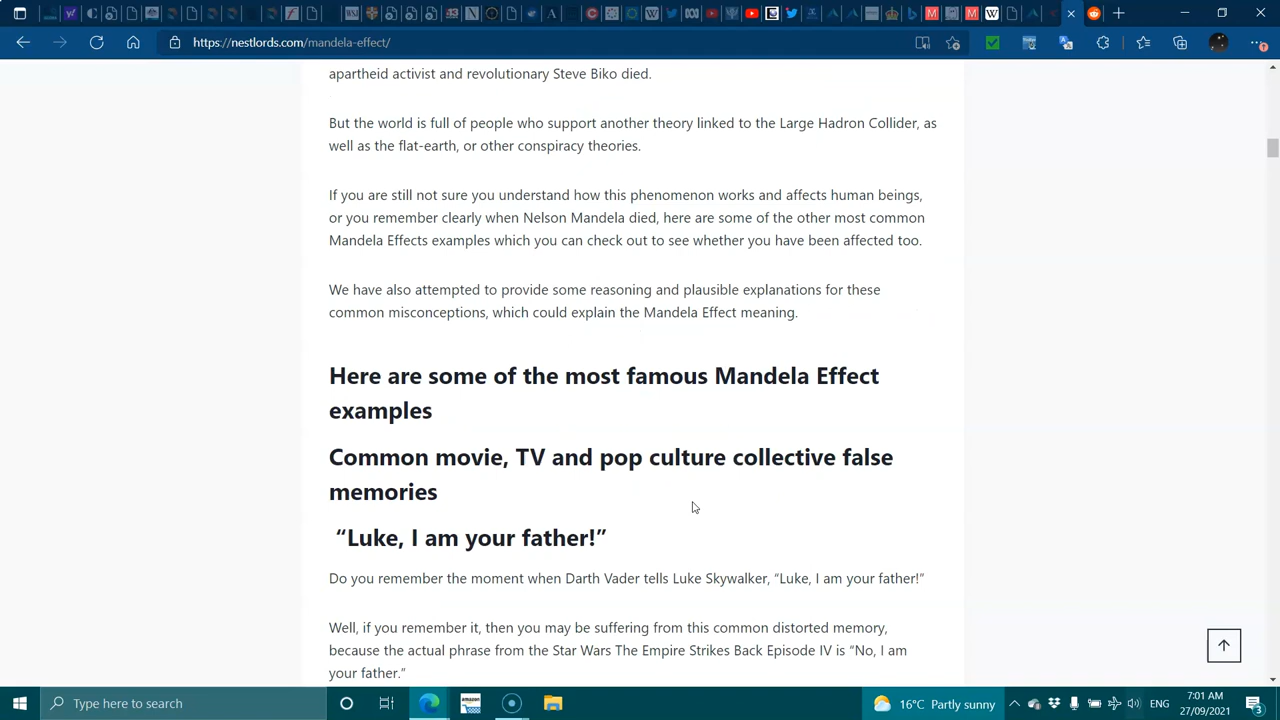 https://nestlords.com/mandela-effect/
apartheid activist and revolutionary Steve Biko died.
But the world is full of people who support another theory linked to the Large Hadron Collider, as
well as the flat-earth, or other conspiracy theories.
If you are still not sure you understand how this phenomenon works and affects human beings,
or you remember clearly when Nelson Mandela died, here are some of the other most common
Mandela Effects examples which you can check out to see whether you have been affected too.
We have also attempted to provide some reasoning and plausible explanations for these
common misconceptions, which could explain the Mandela Effect meaning.
Here are some of the most famous Mandela Effect
examples
Common movie, TV and pop culture collective false
memories
“Luke, I am your father!”
Do you remember the moment when Darth Vader tells Luke Skywalker, “Luke, I am your father!”
Well, if you remember it, then you may be suffering from this common distorted memory,
because the actual phrase from the Star Wars The Empire Strikes Back Episode IV is “No, I am
your father.”
Type here to search
16°C Partly sunny
ENG
7:01 AM
27/09/2021
3